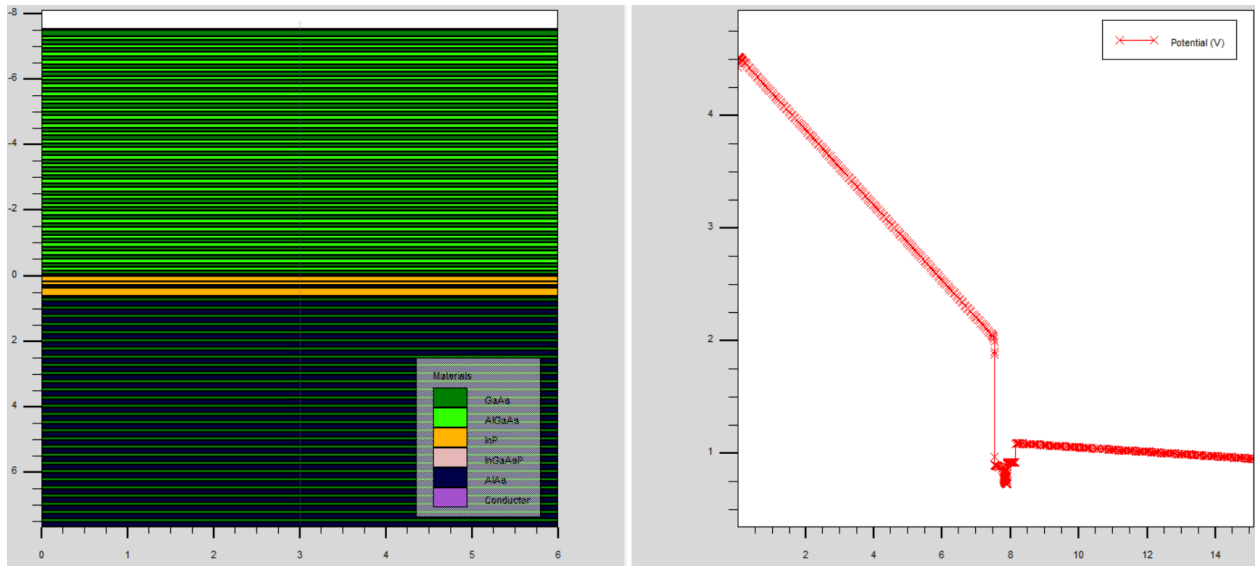 -8
-6
-4
-2
0
2
4
6
0 1 2 3 4 5 6
Materials
GaAs
AlGaAs
InP
InGaAsP
AlAs
Conductor
Potential (V)
4
3
2
1
2 4 6 8 10 12 14